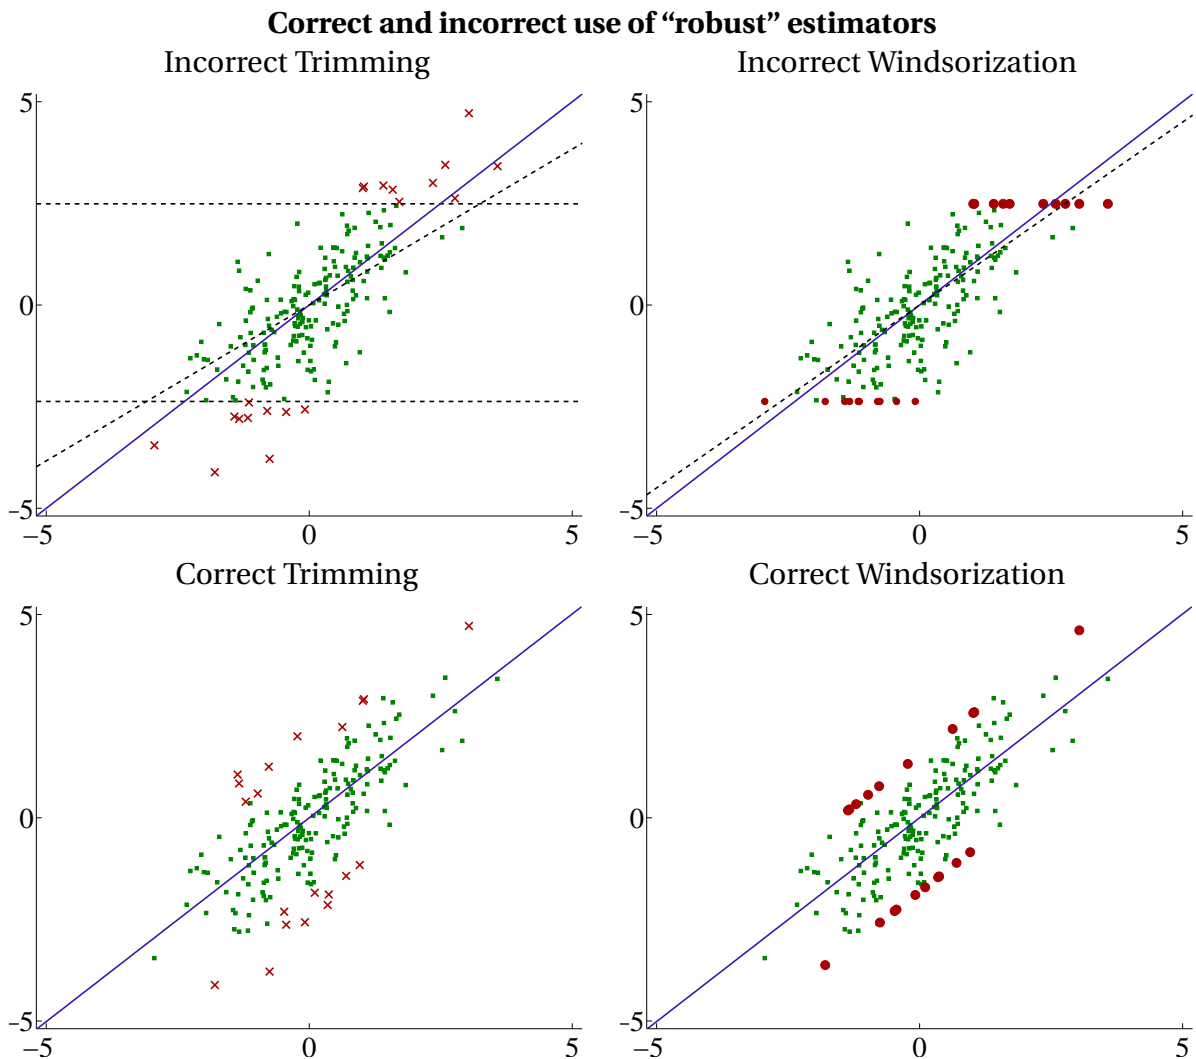 Correct and incorrect use of “robust” estimators
Incorrect Trimming
Incorrect Windsorization
5
0
−5
−5 0 5
5
0
−5
−5 0 5
Correct Trimming
Correct Windsorization
5
0
−5
−5 0 5
5
0
−5
−5 0 5